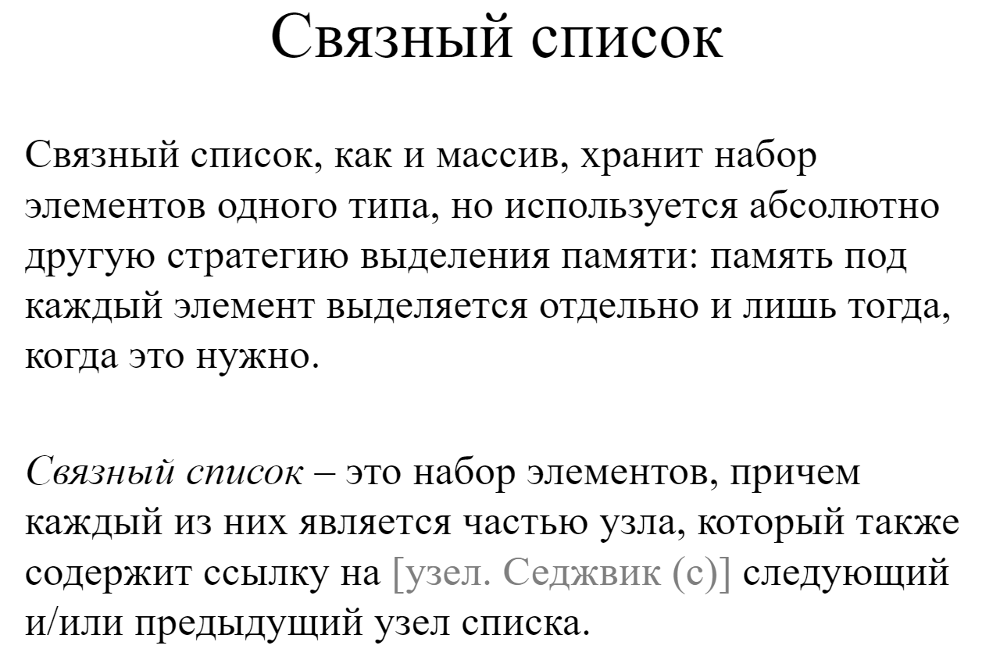 Связный список
Связный список, как и массив, хранит набор
элементов одного типа, но используется абсолютно
другую стратегию выделения памяти: память под
каждый элемент выделяется отдельно и лишь тогда,
когда это нужно.
Связный список – это набор элементов, причем
каждый из них является частью узла, который также
содержит ссылку на [узел. Седжвик (с)] следующий
и/или предыдущий узел списка.